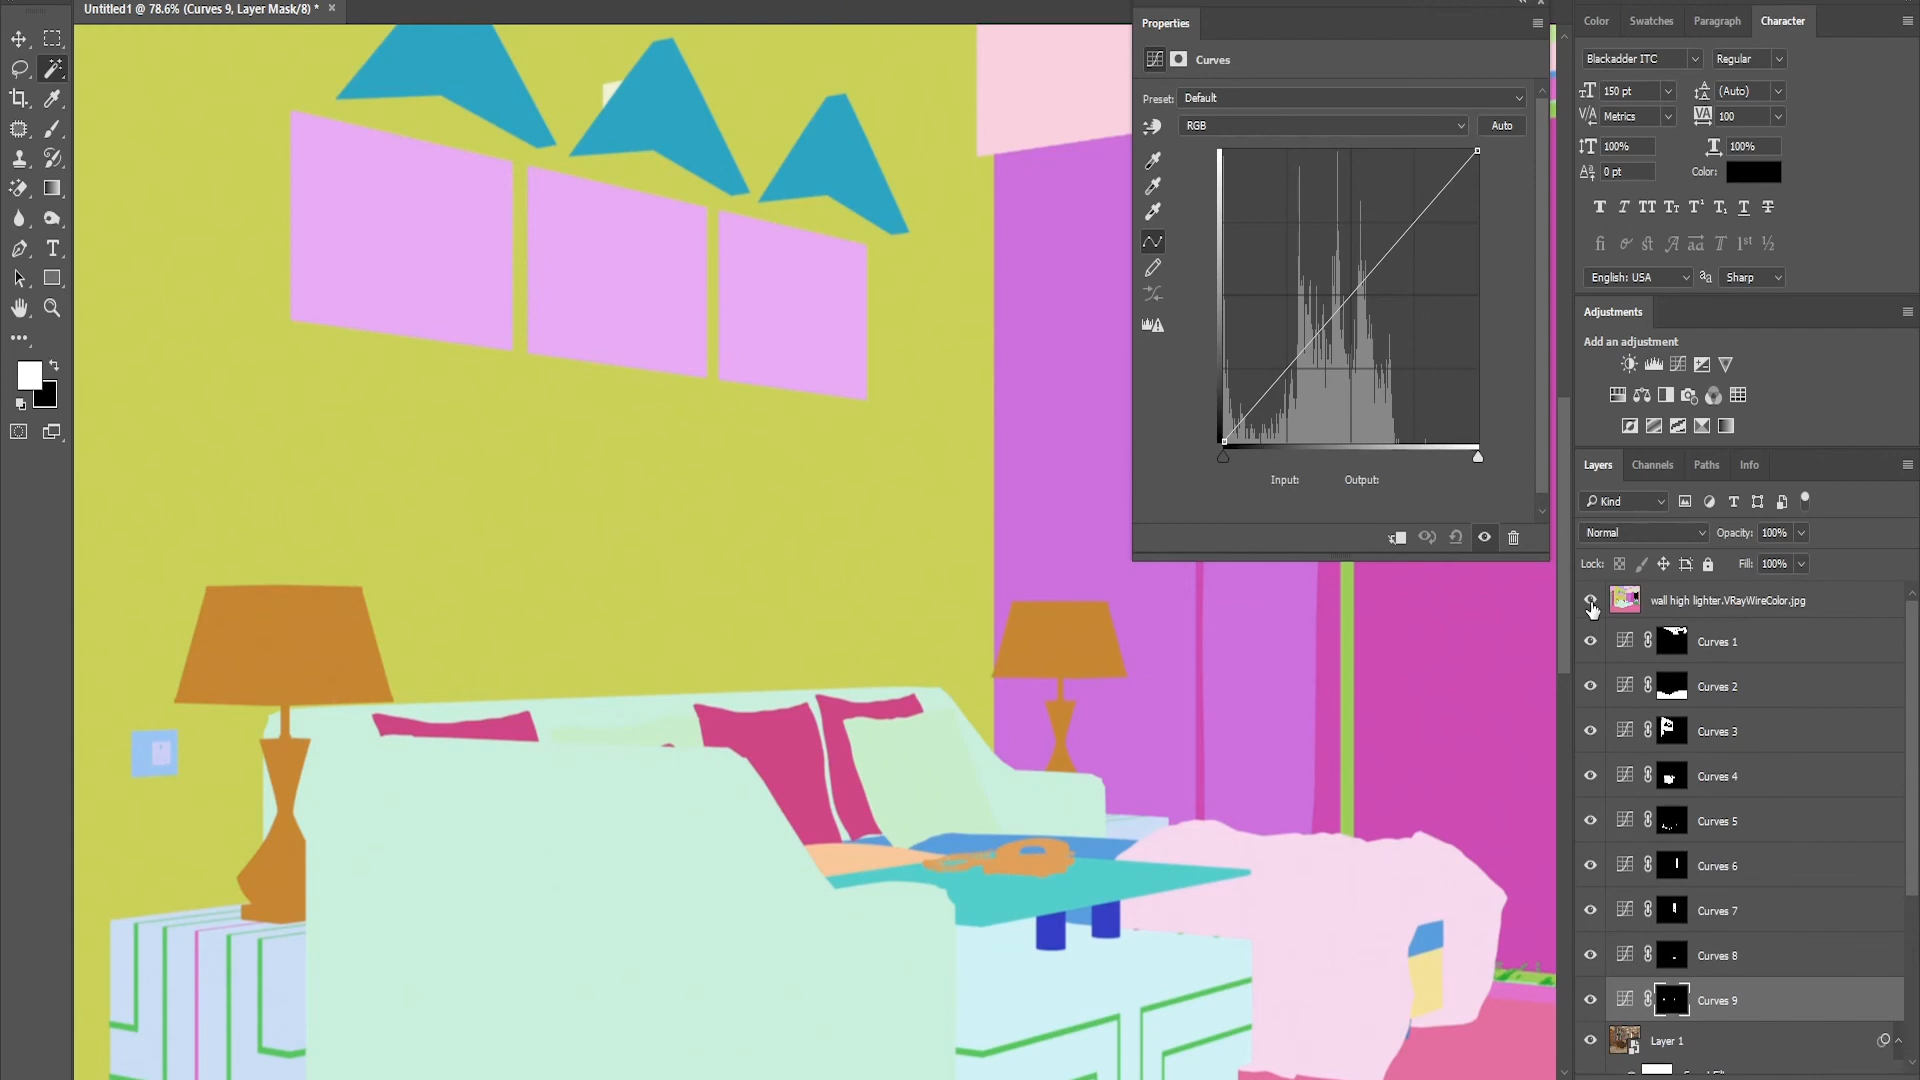 Untitled1 @ 78.6% (Curves 9, Layer Mask/8) *
Properties
Curves
Preset: Default
RGB
Auto
Input: Output:
Color Swatches Paragraph Character
Blackadder ITC Regular
150 pt (Auto)
Metrics 100
100% 100%
0 pt Color:
English: USA Sharp
Adjustments
Add an adjustment
Layers Channels Paths Info
Kind
Normal Opacity: 100%
Lock: Fill: 100%
wall high lighter.VRayWireColor.jpg
Curves 1
Curves 2
Curves 3
Curves 4
Curves 5
Curves 6
Curves 7
Curves 8
Curves 9
Layer 1